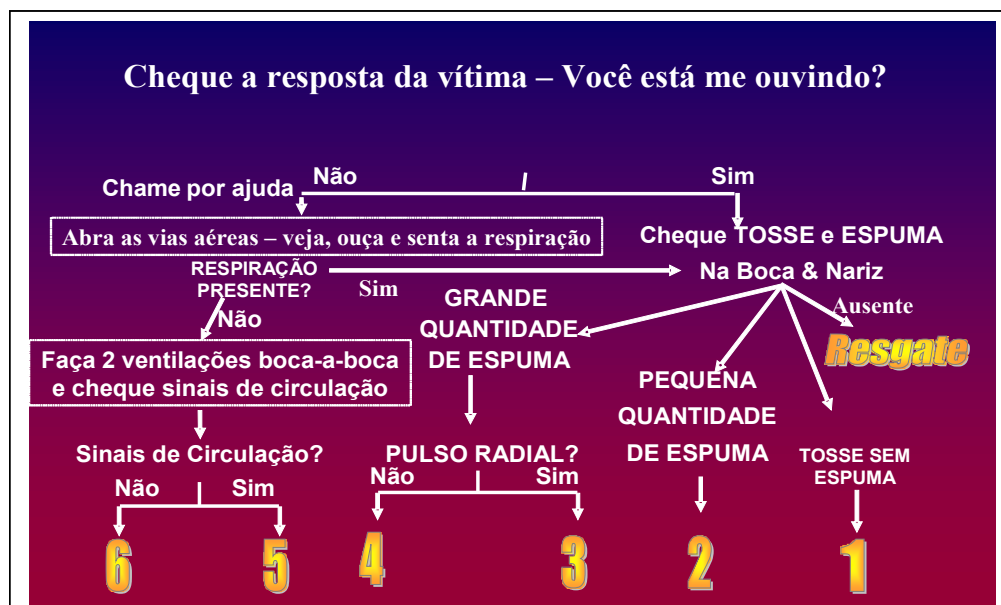 Cheque a resposta da vítima – Você está me ouvindo?
Não / Sim
Chame por ajuda
Abra as vias aéreas – veja, ouça e senta a respiração
Cheque TOSSE e ESPUMA
Na Boca & Nariz
RESPIRAÇÃO
PRESENTE?
Sim
Não
Ausente
Resgate
GRANDE
QUANTIDADE
DE ESPUMA
Faça 2 ventilações boca-a-boca
e cheque sinais de circulação
PEQUENA
QUANTIDADE
DE ESPUMA
TOSSE SEM
ESPUMA
Sinais de Circulação?
Não Sim
PULSO RADIAL?
Não Sim
6 5 4 3 2 1